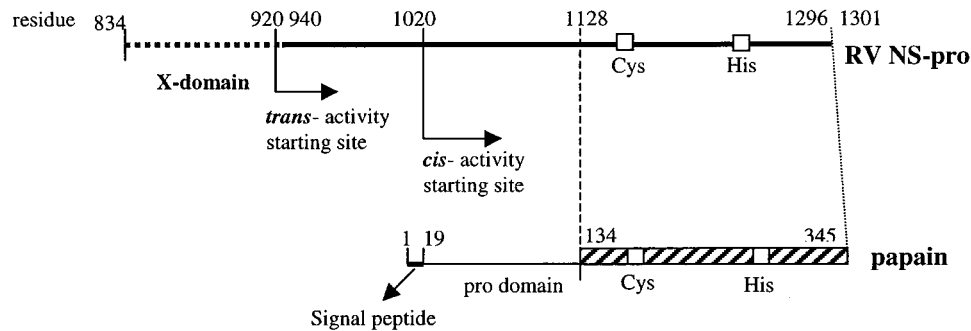 residue 834 920 940 1020 1128 1296 1301
RV NS-pro
Cys His
X-domain
trans- activity
starting site
cis- activity
starting site
1 19 134 345
papain
pro domain Cys His
Signal peptide